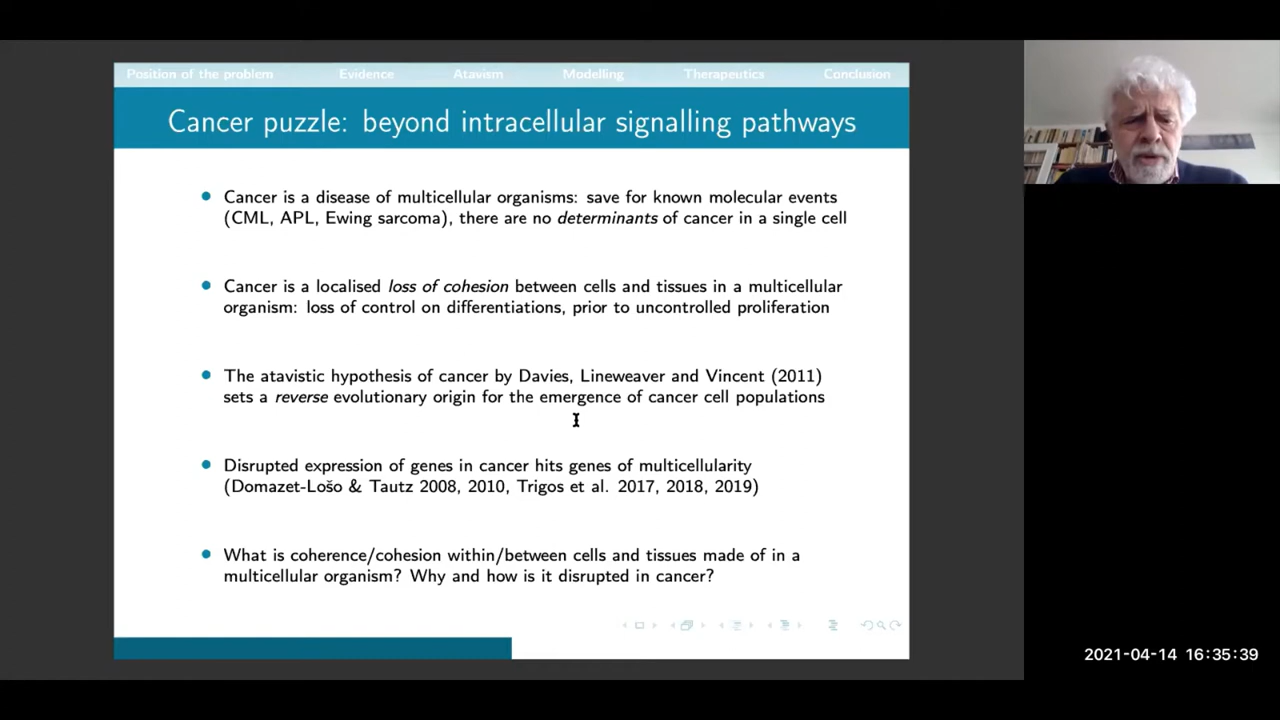 Position of the problem Evidence Atavism Modelling Therapeutics Conclusion
Cancer puzzle: beyond intracellular signalling pathways
Cancer is a disease of multicellular organisms: save for known molecular events
(CML, APL, Ewing sarcoma), there are no determinants of cancer in a single cell
Cancer is a localised loss of cohesion between cells and tissues in a multicellular
organism: loss of control on differentiations, prior to uncontrolled proliferation
The atavistic hypothesis of cancer by Davies, Lineweaver and Vincent (2011)
sets a reverse evolutionary origin for the emergence of cancer cell populations
Disrupted expression of genes in cancer hits genes of multicellularity
(Domazet-Lošo & Tautz 2008, 2010, Trigos et al. 2017, 2018, 2019)
What is coherence/cohesion within/between cells and tissues made of in a
multicellular organism? Why and how is it disrupted in cancer?
2021-04-14 16:35:39